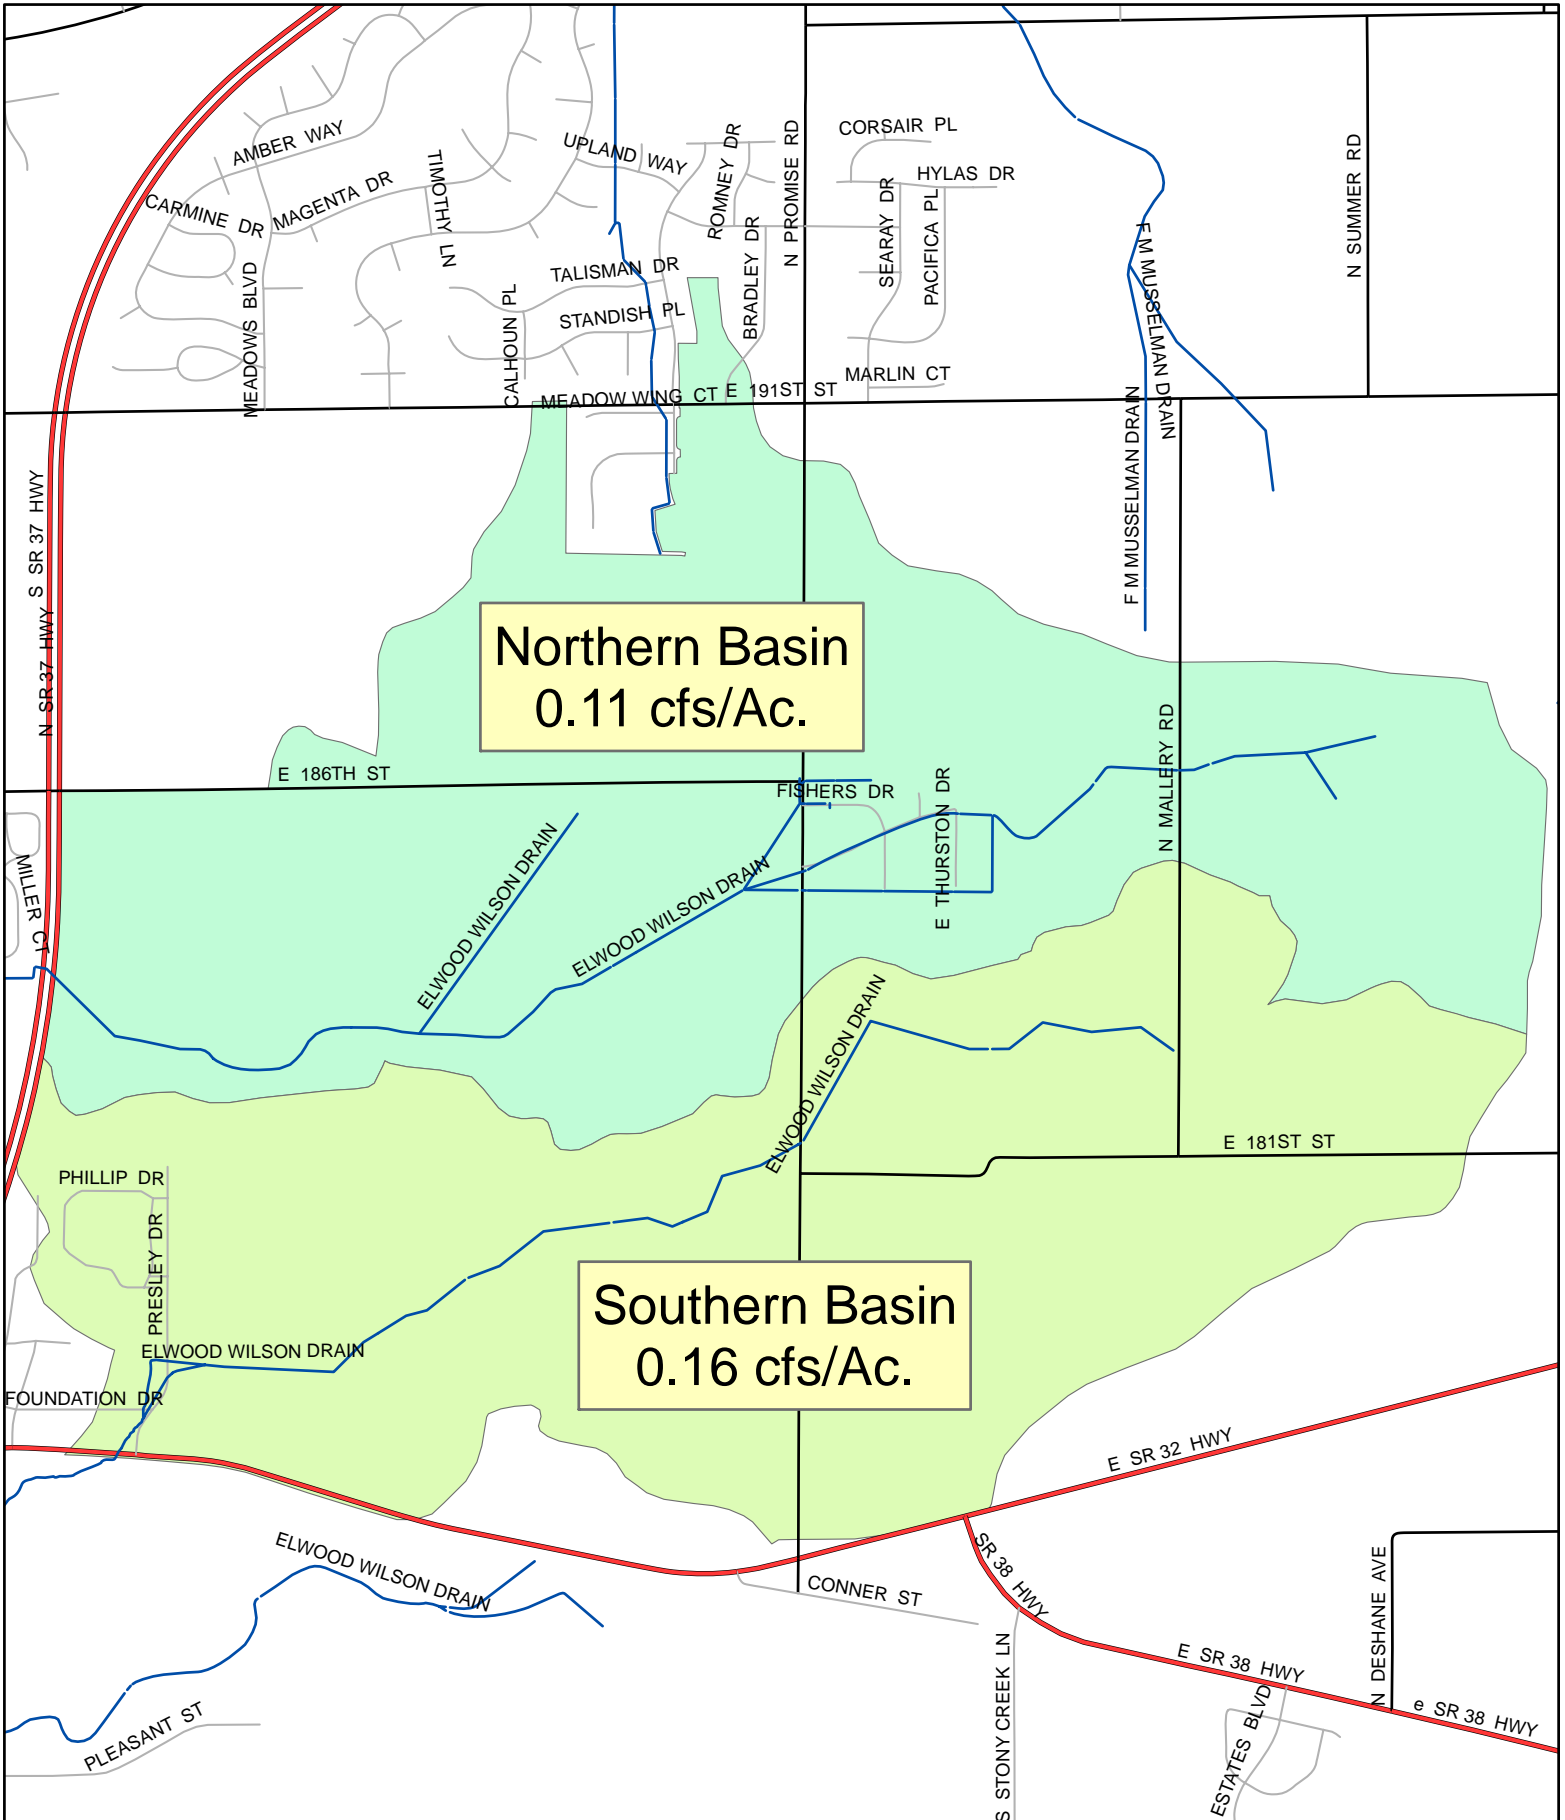 AMBER WAY
CARMINE DR
MAGENTA DR
TIMOTHY LN
UPLAND WAY
ROMNEY DR
N PROMISE RD
CORSAIR PL
HYLAS DR
SEARAY DR
PACIFICA PL
BRADLEY DR
N SUMMER RD
F M MUSSELMAN DRAIN
MEADOWS BLVD
TALISMAN DR
STANDISH PL
CALHOUN PL
MARLIN CT
MEADOW WING CT
E 191ST ST
F M MUSSELMAN DRAIN
S SR 37 HWY
N SR 37 HWY
Northern Basin
0.11 cfs/Ac.
E 186TH ST
FISHERS DR
E THURSTON DR
N MALLERY RD
MILLER CT
ELWOOD WILSON DRAIN
ELWOOD WILSON DRAIN
ELWOOD WILSON DRAIN
E 181ST ST
PHILLIP DR
PRESLEY DR
Southern Basin
0.16 cfs/Ac.
ELWOOD WILSON DRAIN
FOUNDATION DR
E SR 32 HWY
ELWOOD WILSON DRAIN
CONNER ST
SR 38 HWY
S STONY CREEK LN
E SR 38 HWY
N DESHANE AVE
e SR 38 HWY
ESTATES BLVD
PLEASANT ST